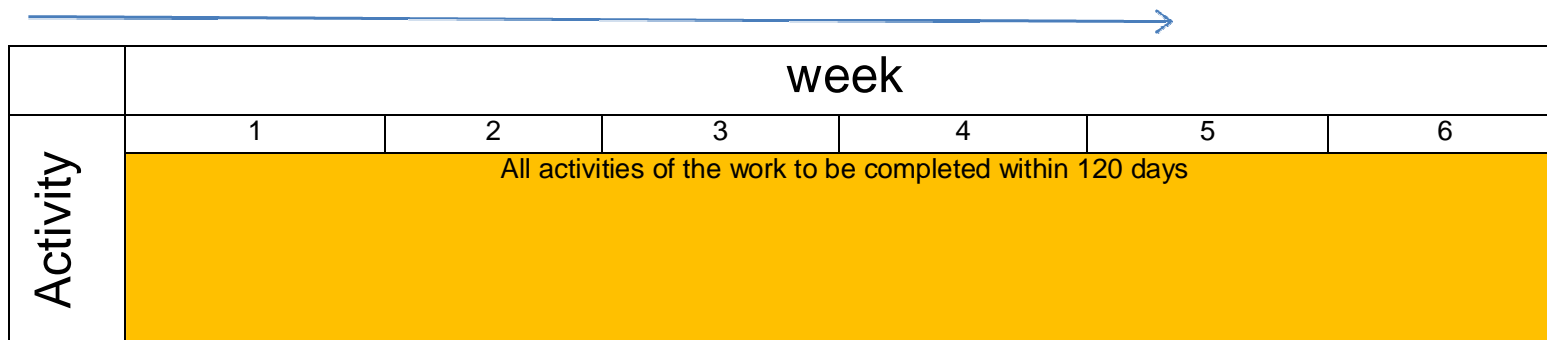 week
1 2 3 4 5 6
All activities of the work to be completed within 120 days
Activity